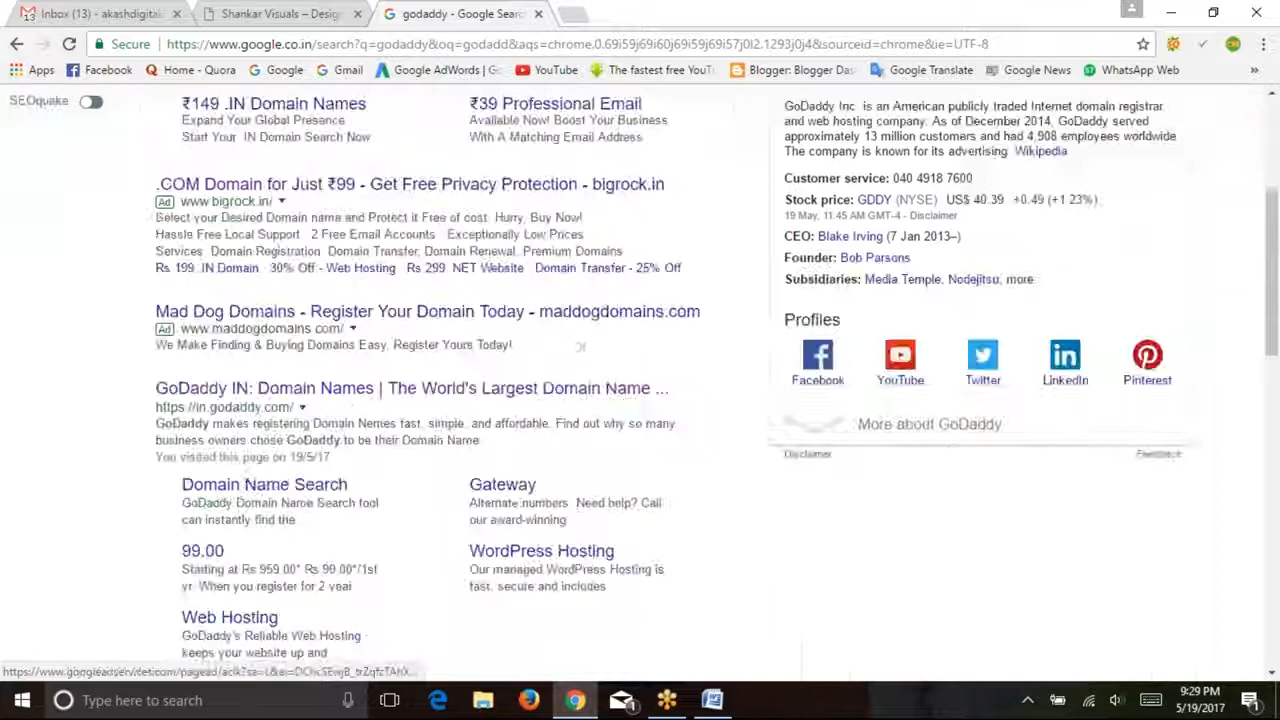 Inbox (13) - akashdigital
Shankar Visuals – Desig
godaddy - Google Searc
Secure
https://www.google.co.in/search?q=godaddy&oq=godadd&aqs=chrome.0.69i59j69i60j69i59j69i57j0l2.1293j0j4&sourceid=chrome&ie=UTF-8
Apps
Facebook
Home - Quora
Google
Gmail
Google AdWords | Go
YouTube
The fastest free YouT
Blogger: Blogger Das
Google Translate
Google News
WhatsApp Web
SEOquake
₹149 .IN Domain Names
Expand Your Global Presence
Start Your .IN Domain Search Now
₹39 Professional Email
Available Now! Boost Your Business
With A Matching Email Address
.COM Domain for Just ₹99 - Get Free Privacy Protection - bigrock.in
Ad www.bigrock.in/
Select your Desired Domain name and Protect it Free of cost. Hurry, Buy Now!
Hassle Free Local Support 2 Free Email Accounts Exceptionally Low Prices
Services Domain Registration Domain Transfer, Domain Renewal, Premium Domains
Rs 199 .IN Domain 30% Off - Web Hosting Rs 299 NET Website Domain Transfer - 25% Off
Mad Dog Domains - Register Your Domain Today - maddogdomains.com
Ad www.maddogdomains.com/
We Make Finding & Buying Domains Easy, Register Yours Today!
GoDaddy IN: Domain Names | The World's Largest Domain Name ...
https://in.godaddy.com/
GoDaddy makes registering Domain Names fast, simple, and affordable. Find out why so many
business owners chose GoDaddy to be their Domain Name
You visited this page on 19/5/17
Domain Name Search
GoDaddy Domain Name Search tool
can instantly find the
Gateway
Alternate numbers Need help? Call
our award-winning
99.00
Starting at Rs 959.00* Rs 99.00*/1st
yr When you register for 2 year
WordPress Hosting
Our managed WordPress Hosting is
fast, secure and includes
Web Hosting
GoDaddy's Reliable Web Hosting
keeps your website up and
GoDaddy Inc is an American publicly traded Internet domain registrar
and web hosting company. As of December 2014, GoDaddy served
approximately 13 million customers and had 4,908 employees worldwide
The company is known for its advertising Wikipedia
Customer service: 040 4918 7600
Stock price: GDDY (NYSE) US$ 40.39 +0.49 (+1.23%)
19 May, 11.45 AM GMT-4 - Disclaimer
CEO: Blake Irving (7 Jan 2013–)
Founder: Bob Parsons
Subsidiaries: Media Temple, Nodejitsu, more
Profiles
Facebook
YouTube
Twitter
LinkedIn
Pinterest
More about GoDaddy
Disclaimer
Feedback
Type here to search
9:29 PM
5/19/2017